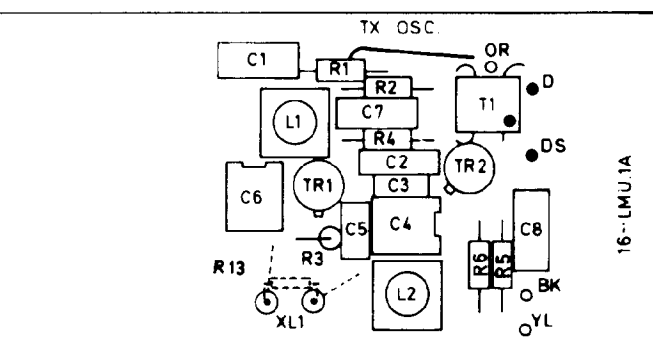 TX OSC.
OR
C1
R1
D
R2
T1
C7
L1
R4
DS
C2
TR2
TR1
C3
C6
C5
C4
C8
R3
R6
R5
R13
BK
L2
XL1
YL
16--LMU.1A